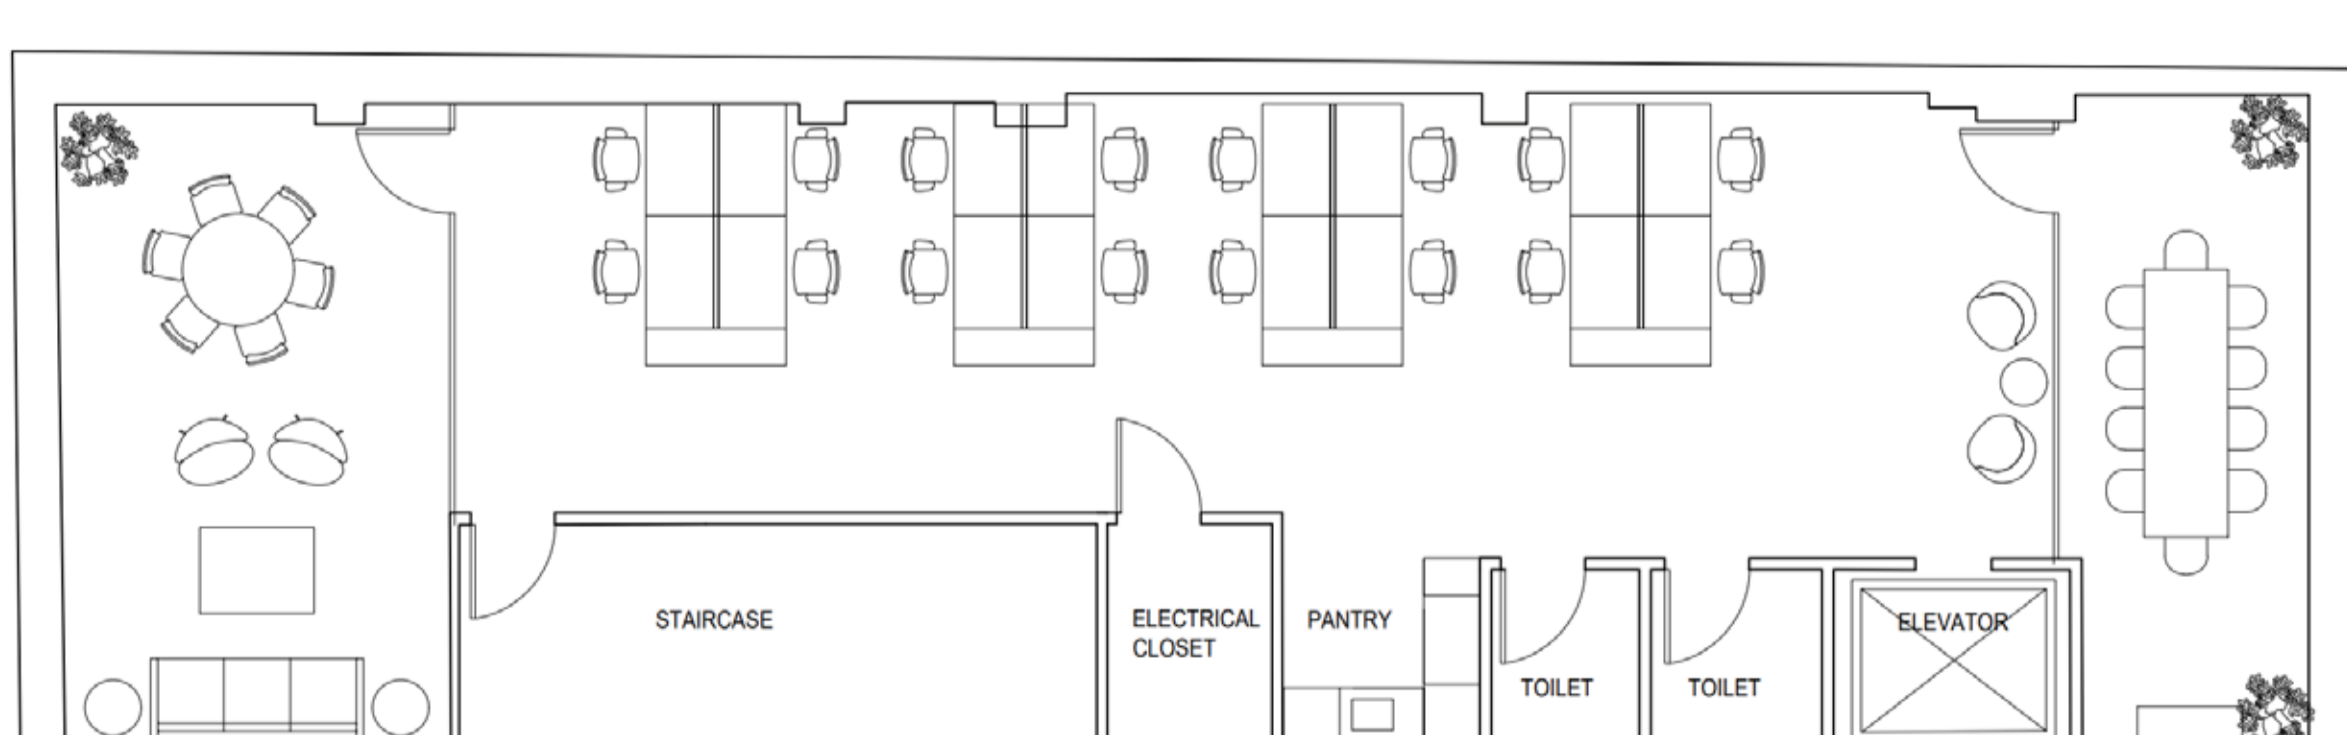 STAIRCASE
ELECTRICAL
CLOSET
PANTRY
TOILET
TOILET
ELEVATOR